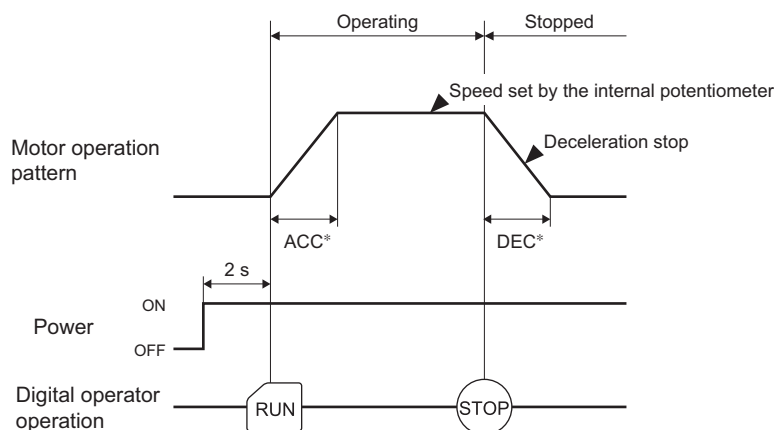 Operating
Stopped
Speed set by the internal potentiometer
Motor operation
pattern
Deceleration stop
ACC*
DEC*
2 s
ON
Power
OFF
Digital operator
operation
RUN
STOP